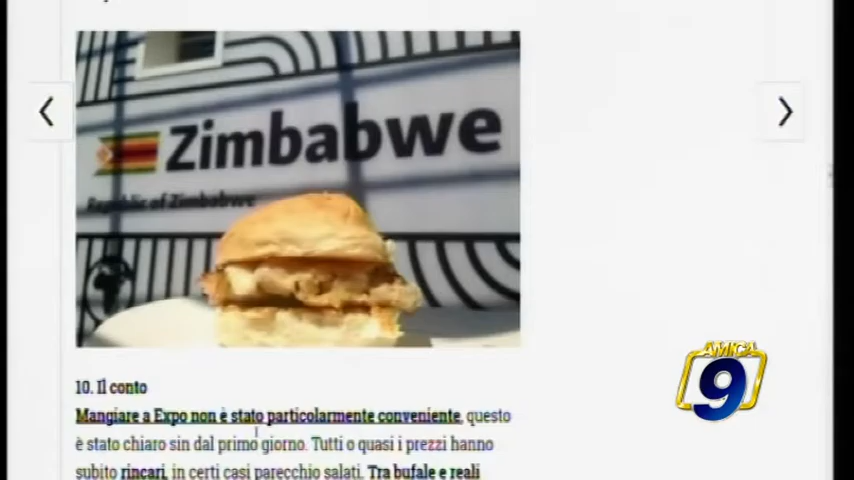 Zimbabwe
Republic of Zimbabwe
10. Il conto
Mangiare a Expo non è stato particolarmente conveniente, questo
è stato chiaro sin dal primo giorno. Tutti o quasi i prezzi hanno
subito rincari, in certi casi parecchio salati. Tra bufale e reali
AMICA
9